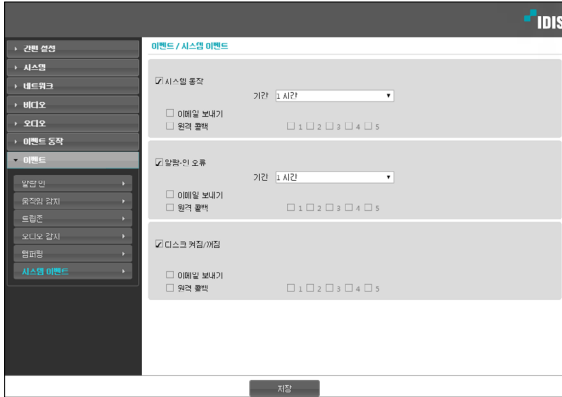 IDIS
간편 설정
시스템
네트워크
비디오
오디오
이벤트 동작
이벤트
알람-인
움직임 감지
트립존
오디오 감지
탬퍼링
시스템 이벤트
이벤트 / 시스템 이벤트
시스템 동작
기간 1 시간
이메일 보내기
원격 콜백 1 2 3 4 5
알람-인 오류
기간 1 시간
이메일 보내기
원격 콜백 1 2 3 4 5
디스크 켜짐/꺼짐
이메일 보내기
원격 콜백 1 2 3 4 5
저장